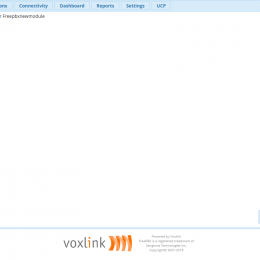 ons Connectivity Dashboard Reports Settings UCP
r Freepbxnewmodule
voxlink
Powered by Voxlink
FreePBX is a registered trademark of
Sangoma Technologies Inc.
Copyright© 2007-2018